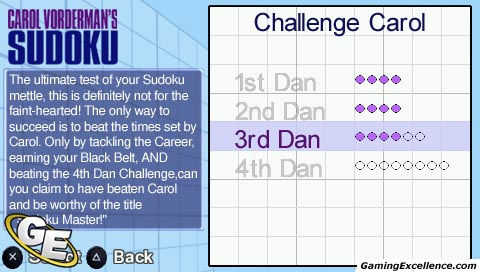 CAROL VORDERMAN'S
SUDOKU
The ultimate test of your Sudoku
mettle, this is definitely not for the
faint-hearted! The only way to
succeed is to beat the times set by
Carol. Only by tackling the Career,
earning your Black Belt, AND
beating the 4th Dan Challenge,can
you claim to have beaten Carol
and be worthy of the title
Master!"
Back
Challenge Carol
1st Dan
2nd Dan
3rd Dan
4th Dan
GE
GamingExcellence.com